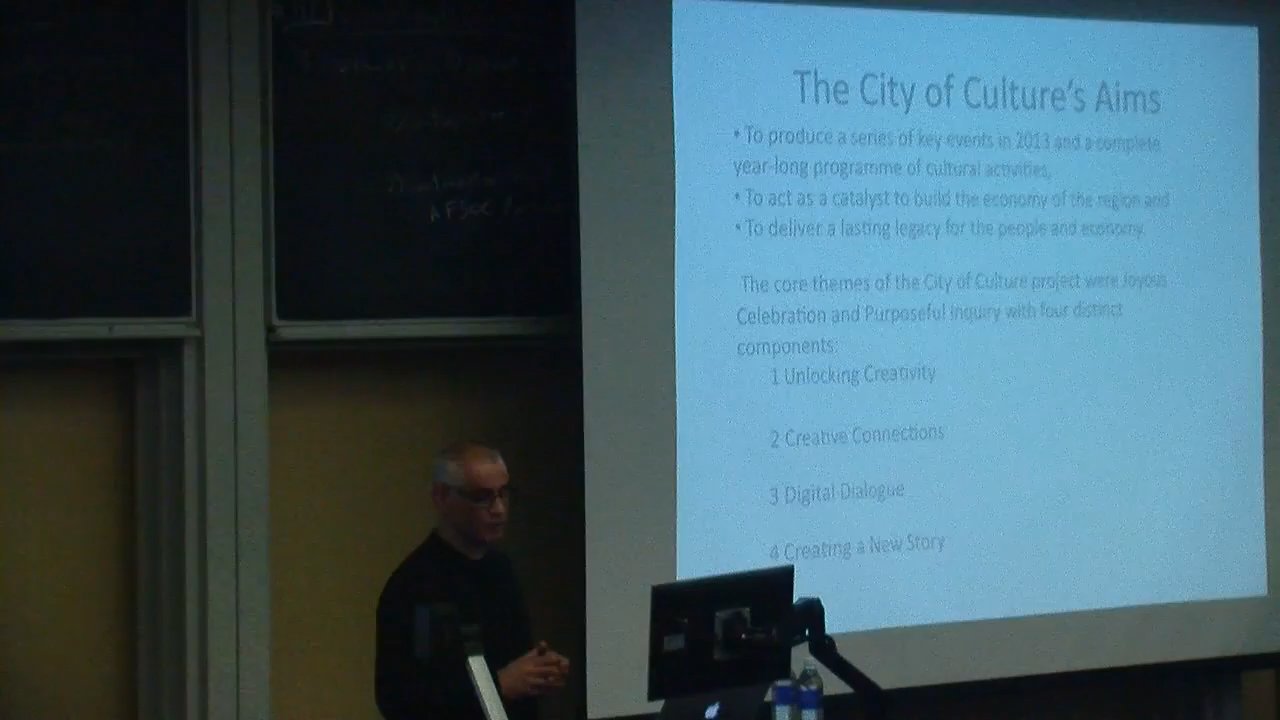 The City of Culture's Aims
• To produce a series of key events in 2013 and a complete
year-long programme of cultural activities,
• To act as a catalyst to build the economy of the region and
• To deliver a lasting legacy for the people and economy.
The core themes of the City of Culture project were Joyous
Celebration and Purposeful Inquiry with four distinct
components:
1 Unlocking Creativity
2 Creative Connections
3 Digital Dialogue
4 Creating a New Story